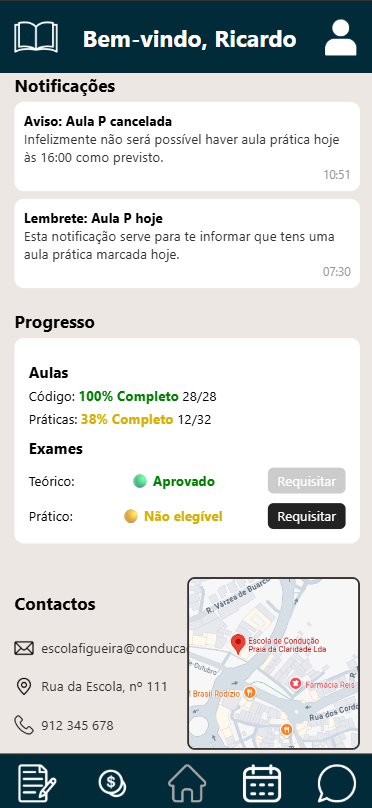 Bem-vindo, Ricardo
Notificações
Aviso: Aula P cancelada
Infelizmente não será possível haver aula prática hoje
às 16:00 como previsto.
10:51
Lembrete: Aula P hoje
Esta notificação serve para te informar que tens uma
aula prática marcada hoje.
07:30
Progresso
Aulas
Código: 100% Completo 28/28
Práticas: 38% Completo 12/32
Exames
Teórico: Aprovado Requisitar
Prático: Não elegível Requisitar
Contactos
escolafigueira@conduca
Rua da Escola, nº 111
912 345 678
R. Várzea de Buarco
Escola de Condução
Praia da Claridade Lda
Outubro
Farmácia Reis
Brasil Rodízio
Rua dos Cordo
$